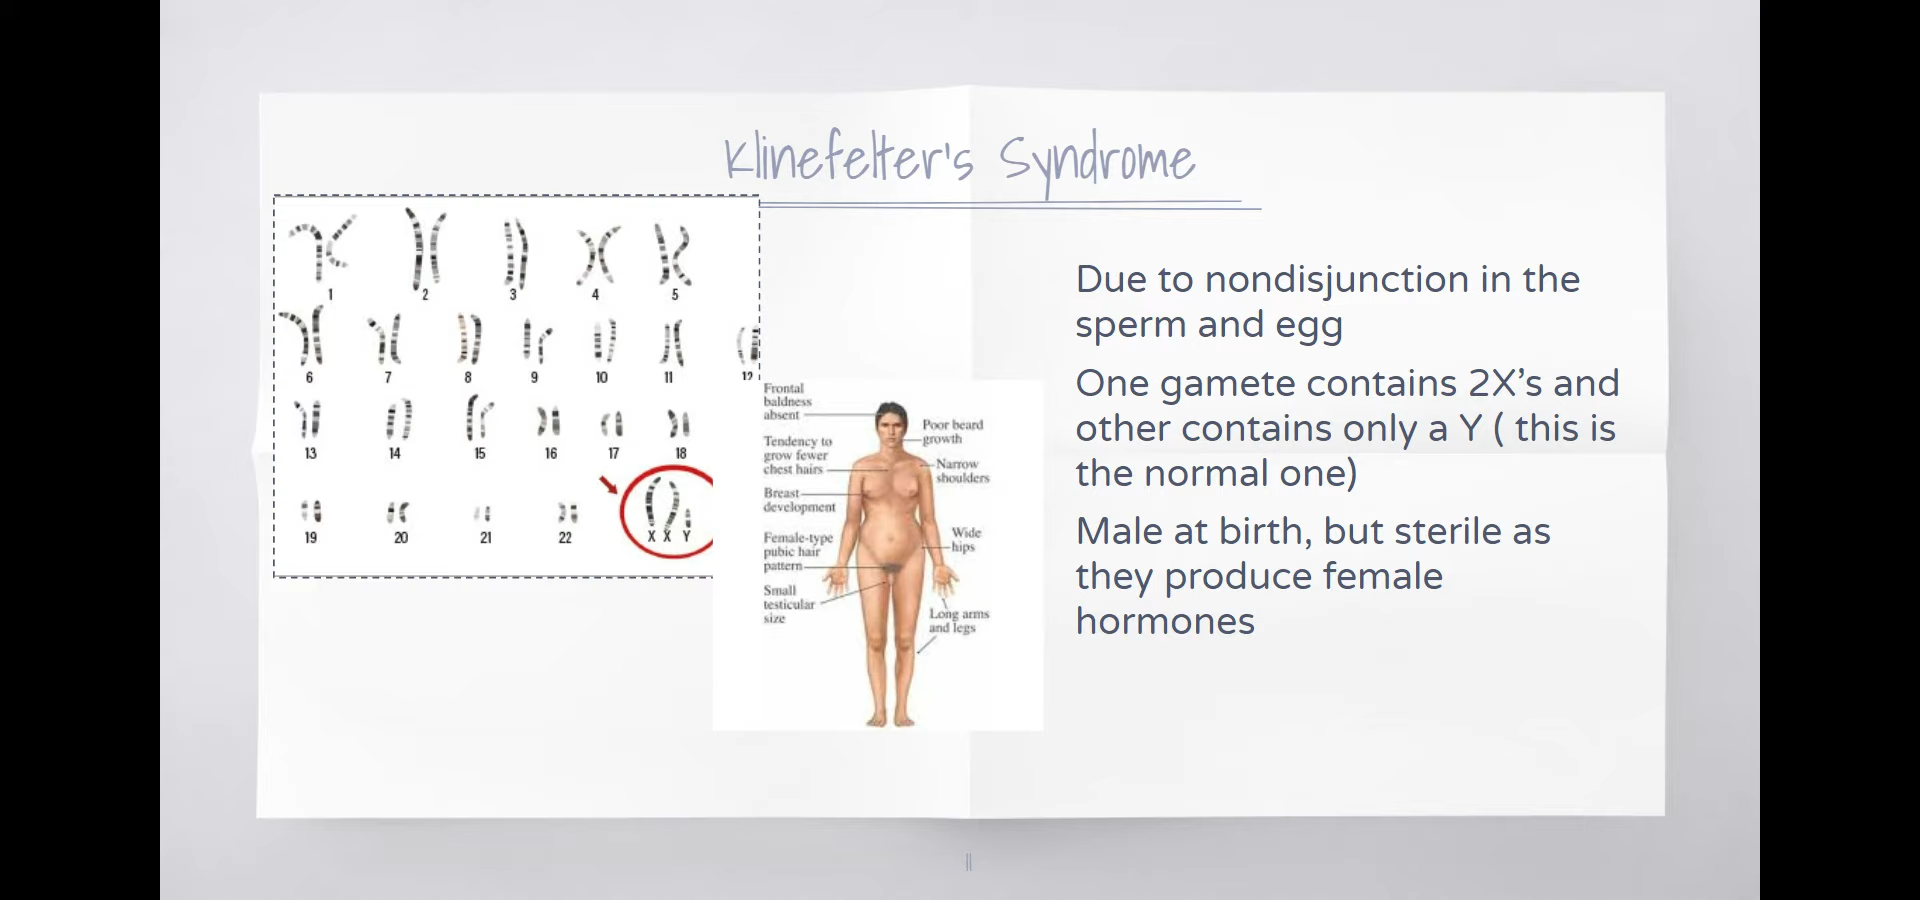 Klinefelter's Syndrome
1 2 3 4 5
6 7 8 9 10 11 12
13 14 15 16 17 18
19 20 21 22 X X Y
Frontal
baldness
absent
Tendency to
grow fewer
chest hairs
Breast
development
Female-type
pubic hair
pattern
Small
testicular
size
Poor beard
growth
Narrow
shoulders
Wide
hips
Long arms
and legs
Due to nondisjunction in the
sperm and egg
One gamete contains 2X’s and
other contains only a Y ( this is
the normal one)
Male at birth, but sterile as
they produce female
hormones
11